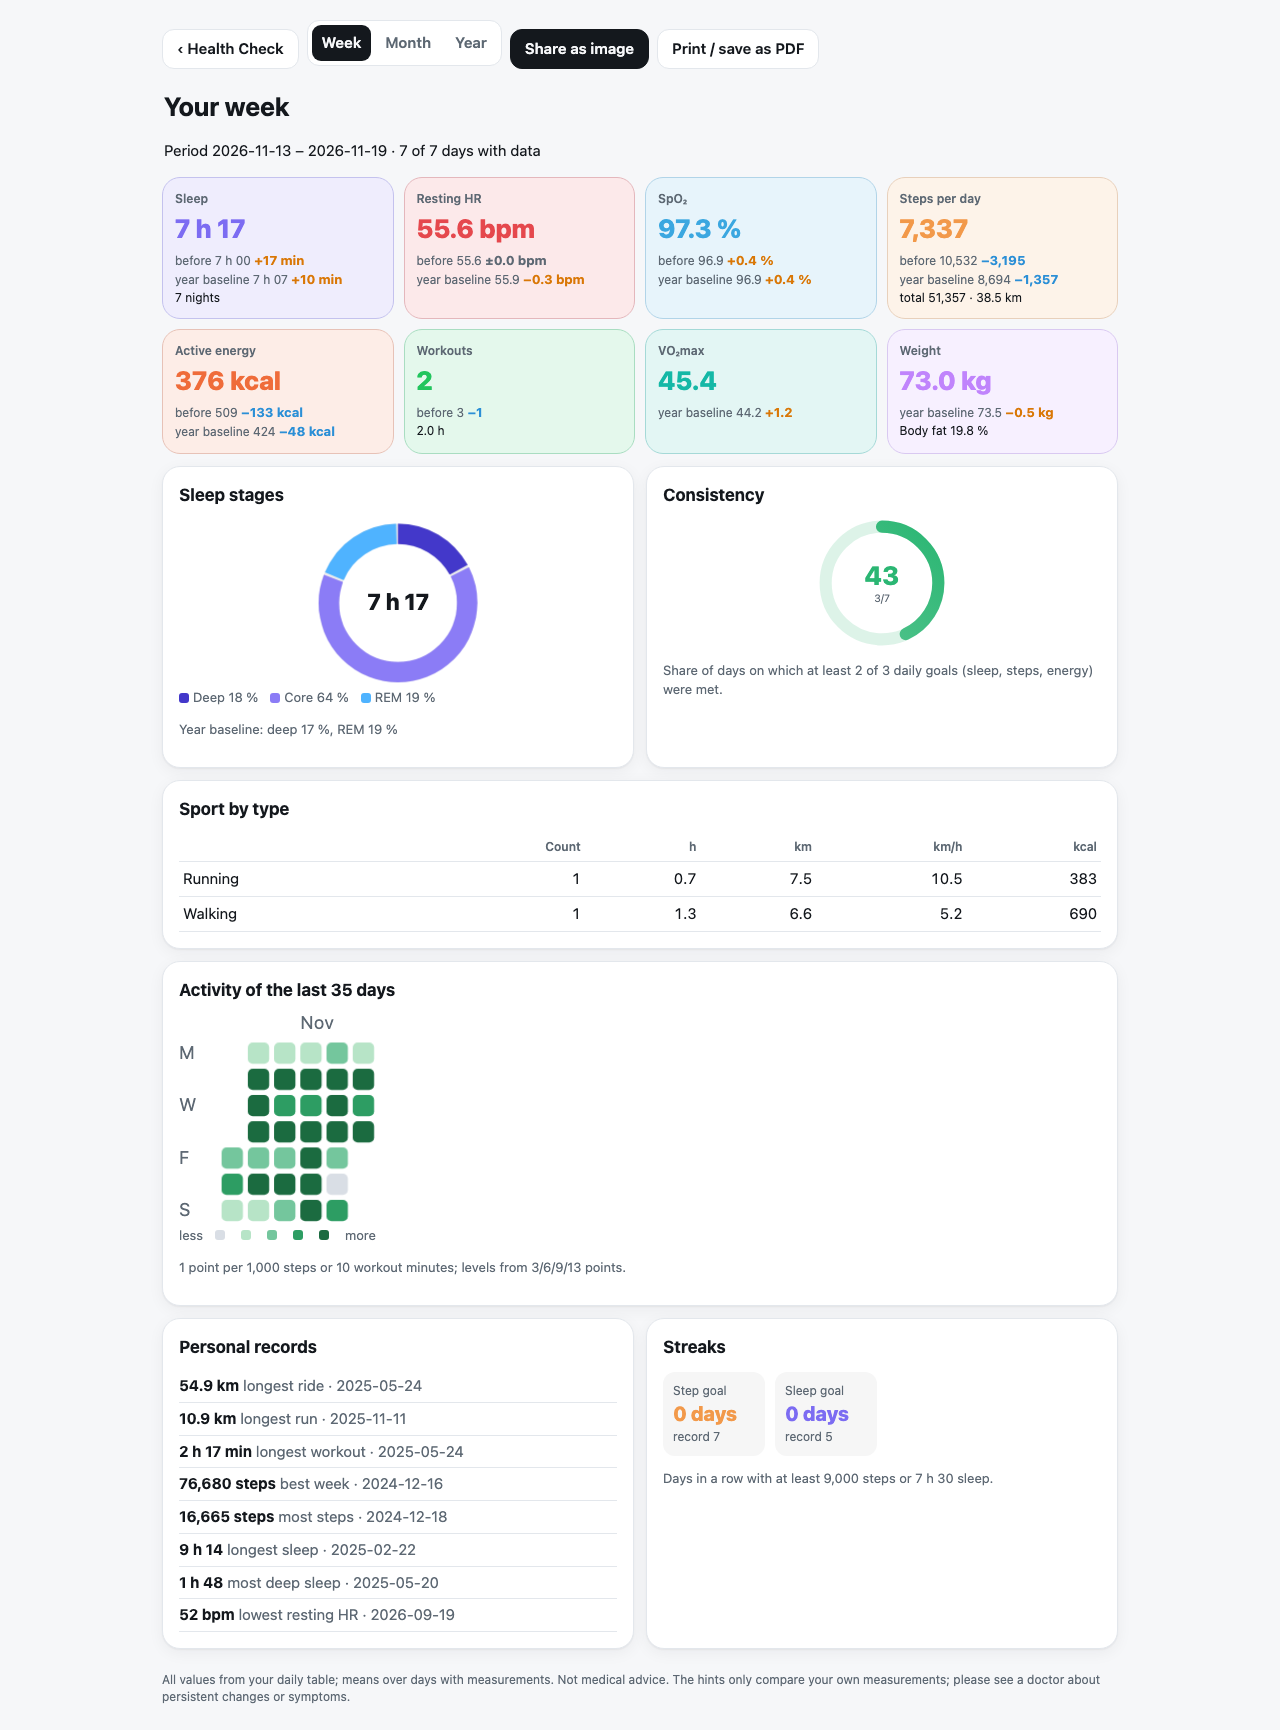 ‹ Health Check
Week
Month
Year
Share as image
Print / save as PDF
Your week
Period 2026-11-13 – 2026-11-19 · 7 of 7 days with data
Sleep
7 h 17
before 7 h 00 +17 min
year baseline 7 h 07 +10 min
7 nights
Resting HR
55.6 bpm
before 55.6 ±0.0 bpm
year baseline 55.9 −0.3 bpm
SpO₂
97.3 %
before 96.9 +0.4 %
year baseline 96.9 +0.4 %
Steps per day
7,337
before 10,532 −3,195
year baseline 8,694 −1,357
total 51,357 · 38.5 km
Active energy
376 kcal
before 509 −133 kcal
year baseline 424 −48 kcal
Workouts
2
before 3 −1
2.0 h
VO₂max
45.4
year baseline 44.2 +1.2
Weight
73.0 kg
year baseline 73.5 −0.5 kg
Body fat 19.8 %
Sleep stages
7 h 17
Deep 18 % Core 64 % REM 19 %
Year baseline: deep 17 %, REM 19 %
Consistency
43
3/7
Share of days on which at least 2 of 3 daily goals (sleep, steps, energy)
were met.
Sport by type
Count h km km/h kcal
Running 1 0.7 7.5 10.5 383
Walking 1 1.3 6.6 5.2 690
Activity of the last 35 days
Nov
M
W
F
S
less more
1 point per 1,000 steps or 10 workout minutes; levels from 3/6/9/13 points.
Personal records
54.9 km longest ride · 2025-05-24
10.9 km longest run · 2025-11-11
2 h 17 min longest workout · 2025-05-24
76,680 steps best week · 2024-12-16
16,665 steps most steps · 2024-12-18
9 h 14 longest sleep · 2025-02-22
1 h 48 most deep sleep · 2025-05-20
52 bpm lowest resting HR · 2026-09-19
Streaks
Step goal
0 days
record 7
Sleep goal
0 days
record 5
Days in a row with at least 9,000 steps or 7 h 30 sleep.
All values from your daily table; means over days with measurements. Not medical advice. The hints only compare your own measurements; please see a doctor about
persistent changes or symptoms.